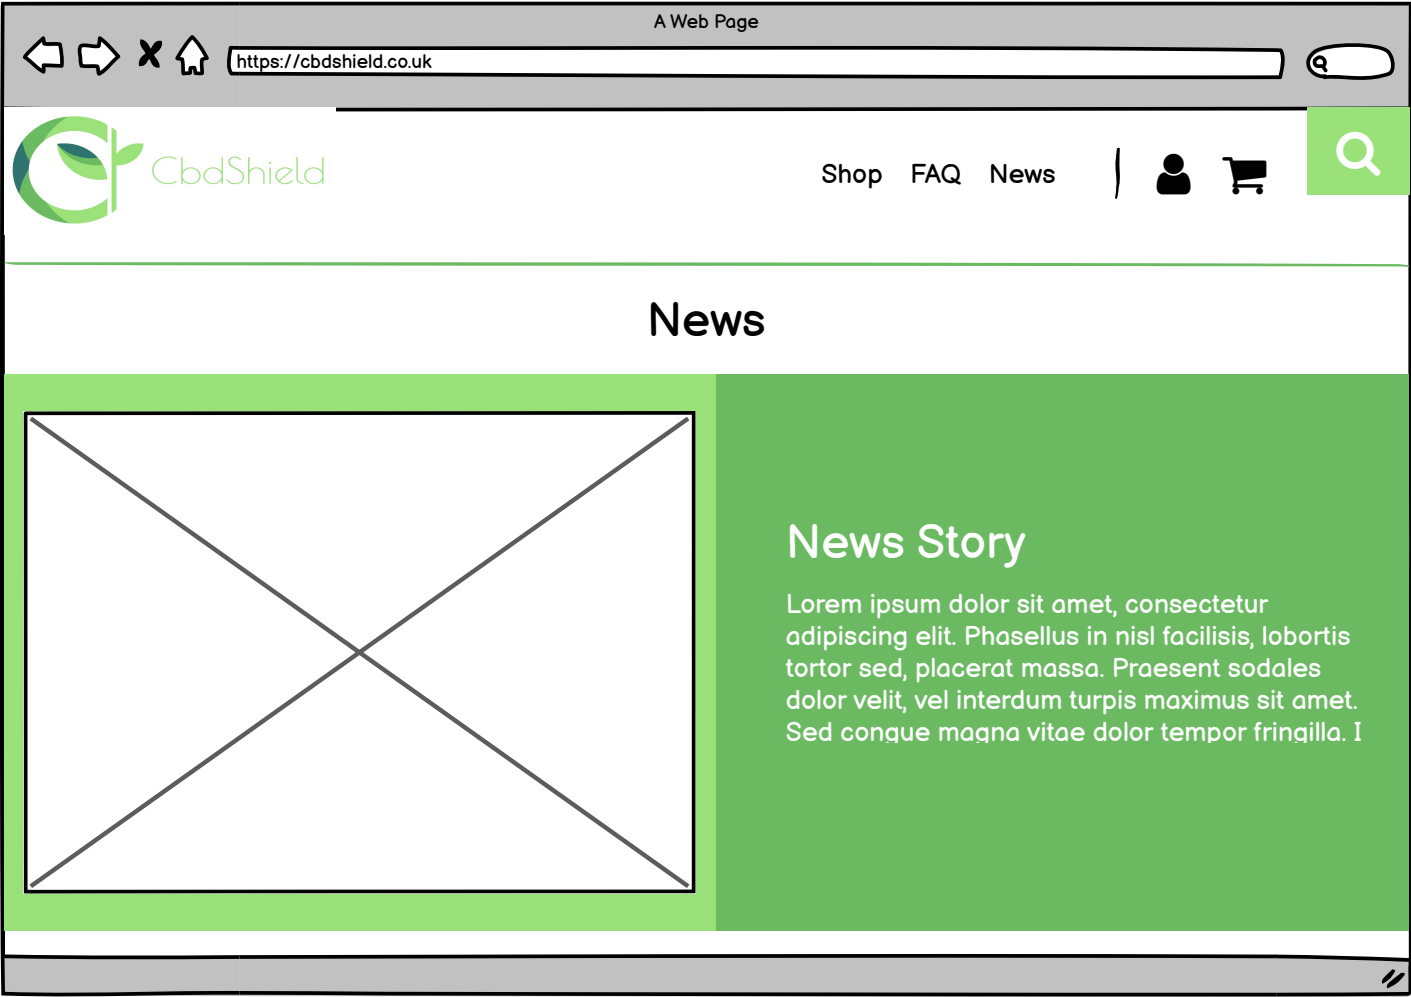 A Web Page
https://cbdshield.co.uk
CbdShield
Shop FAQ News
News
News Story
Lorem ipsum dolor sit amet, consectetur
adipiscing elit. Phasellus in nisl facilisis, lobortis
tortor sed, placerat massa. Praesent sodales
dolor velit, vel interdum turpis maximus sit amet.
Sed congue magna vitae dolor tempor fringilla. I